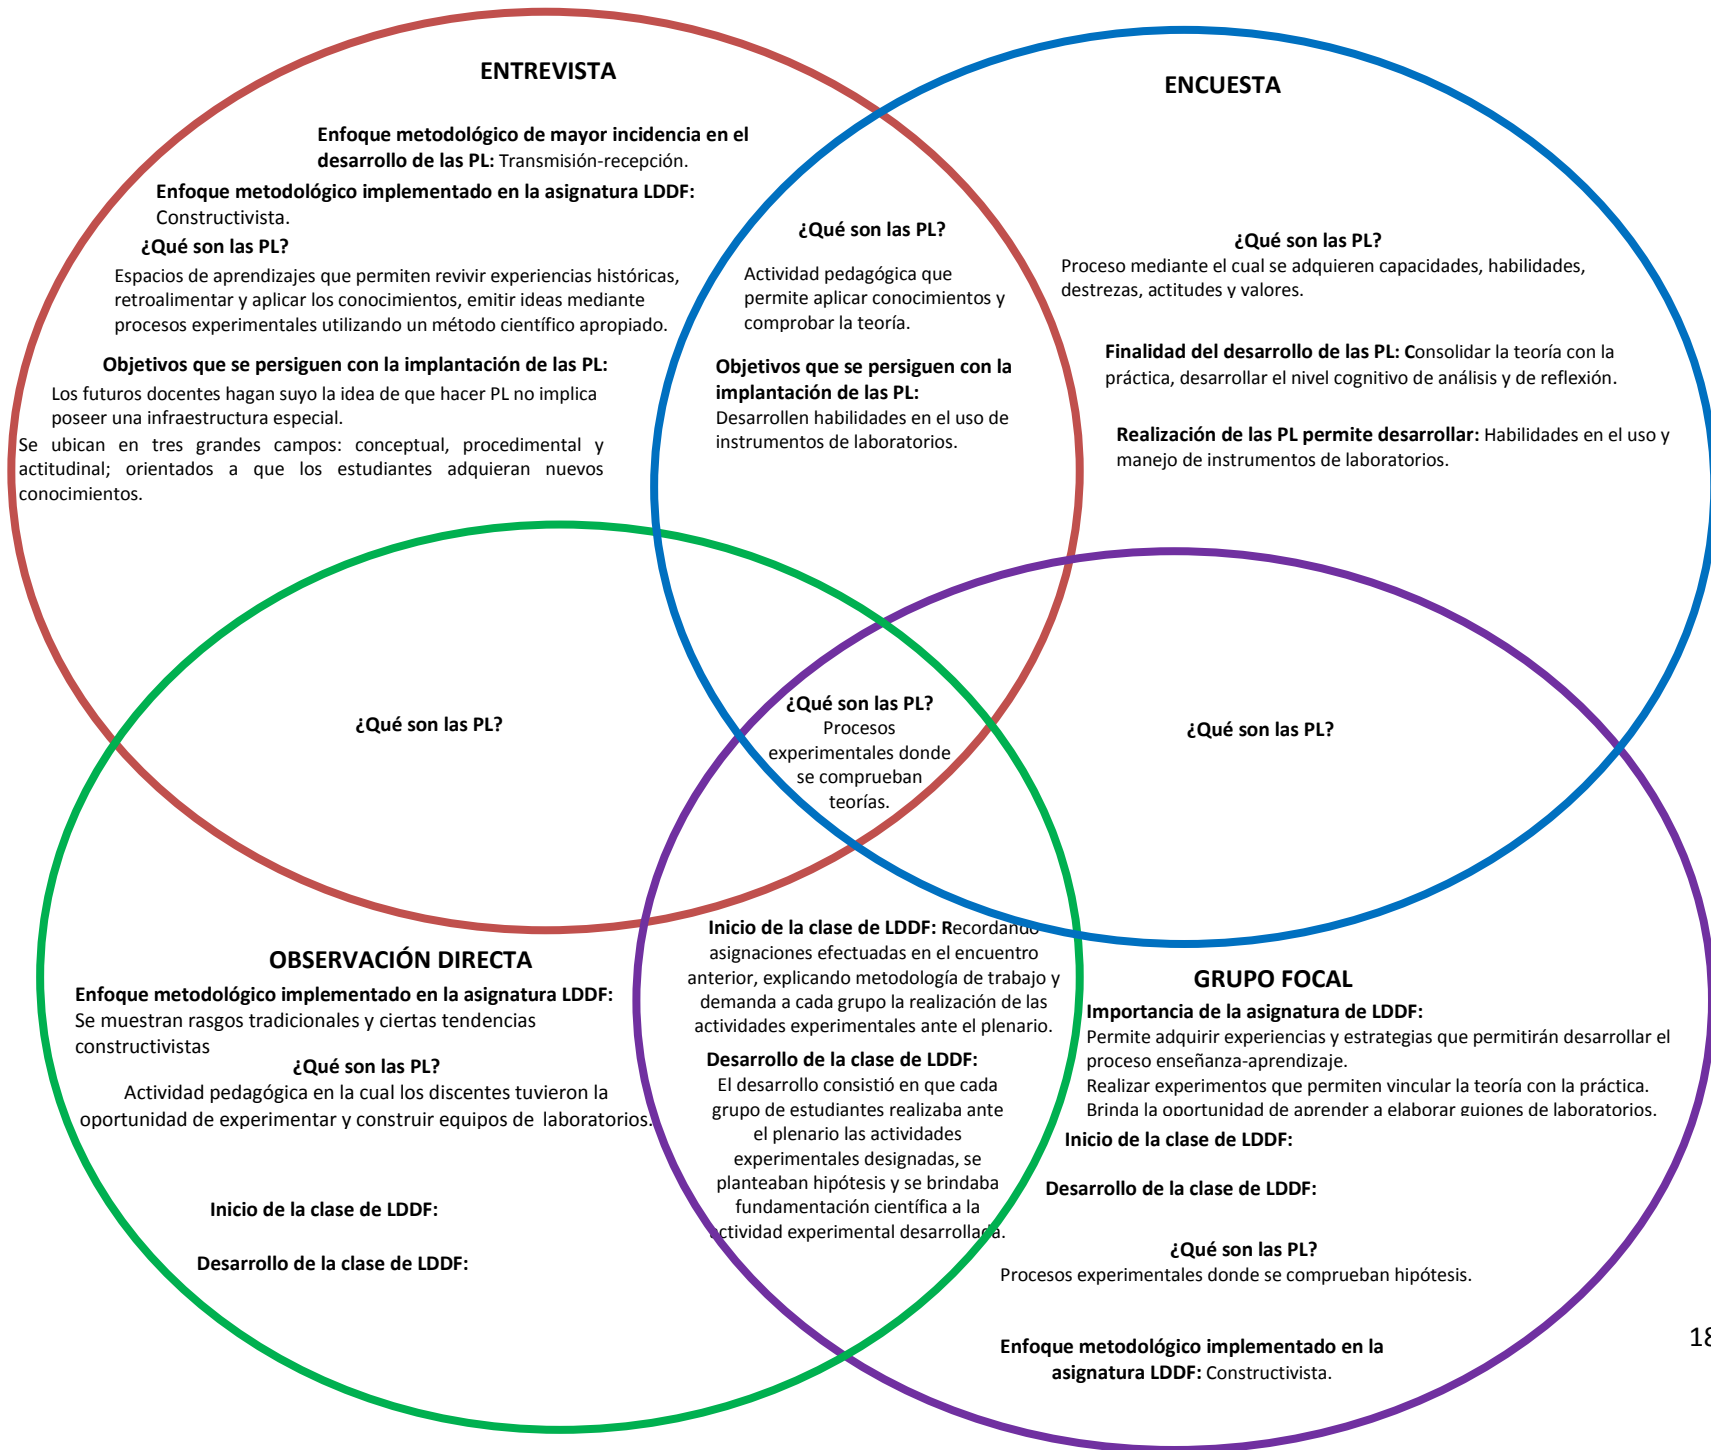 ENTREVISTA
Enfoque metodológico de mayor incidencia en el
desarrollo de las PL: Transmisión-recepción.
Enfoque metodológico implementado en la asignatura LDDF:
Constructivista.
¿Qué son las PL?
Espacios de aprendizajes que permiten revivir experiencias históricas,
retroalimentar y aplicar los conocimientos, emitir ideas mediante
procesos experimentales utilizando un método científico apropiado.
Objetivos que se persiguen con la implantación de las PL:
Los futuros docentes hagan suyo la idea de que hacer PL no implica
poseer una infraestructura especial.
Se ubican en tres grandes campos: conceptual, procedimental y
actitudinal; orientados a que los estudiantes adquieran nuevos
conocimientos.
¿Qué son las PL?
Actividad pedagógica que
permite aplicar conocimientos y
comprobar la teoría.
Objetivos que se persiguen con la
implantación de las PL:
Desarrollen habilidades en el uso de
instrumentos de laboratorios.
ENCUESTA
¿Qué son las PL?
Proceso mediante el cual se adquieren capacidades, habilidades,
destrezas, actitudes y valores.
Finalidad del desarrollo de las PL: Consolidar la teoría con la
práctica, desarrollar el nivel cognitivo de análisis y de reflexión.
Realización de las PL permite desarrollar: Habilidades en el uso y
manejo de instrumentos de laboratorios.
¿Qué son las PL?
¿Qué son las PL?
Procesos
experimentales donde
se comprueban
teorías.
¿Qué son las PL?
OBSERVACIÓN DIRECTA
Enfoque metodológico implementado en la asignatura LDDF:
Se muestran rasgos tradicionales y ciertas tendencias
constructivistas
¿Qué son las PL?
Actividad pedagógica en la cual los discentes tuvieron la
oportunidad de experimentar y construir equipos de laboratorios.
Inicio de la clase de LDDF:
Desarrollo de la clase de LDDF:
Inicio de la clase de LDDF: Recordando
asignaciones efectuadas en el encuentro
anterior, explicando metodología de trabajo y
demanda a cada grupo la realización de las
actividades experimentales ante el plenario.
Desarrollo de la clase de LDDF:
El desarrollo consistió en que cada
grupo de estudiantes realizaba ante
el plenario las actividades
experimentales designadas, se
planteaban hipótesis y se brindaba
fundamentación científica a la
actividad experimental desarrollada.
GRUPO FOCAL
Importancia de la asignatura de LDDF:
Permite adquirir experiencias y estrategias que permitirán desarrollar el
proceso enseñanza-aprendizaje.
Realizar experimentos que permiten vincular la teoría con la práctica.
Brinda la oportunidad de aprender a elaborar guiones de laboratorios.
Inicio de la clase de LDDF:
Desarrollo de la clase de LDDF:
¿Qué son las PL?
Procesos experimentales donde se comprueban hipótesis.
Enfoque metodológico implementado en la
asignatura LDDF: Constructivista.
18